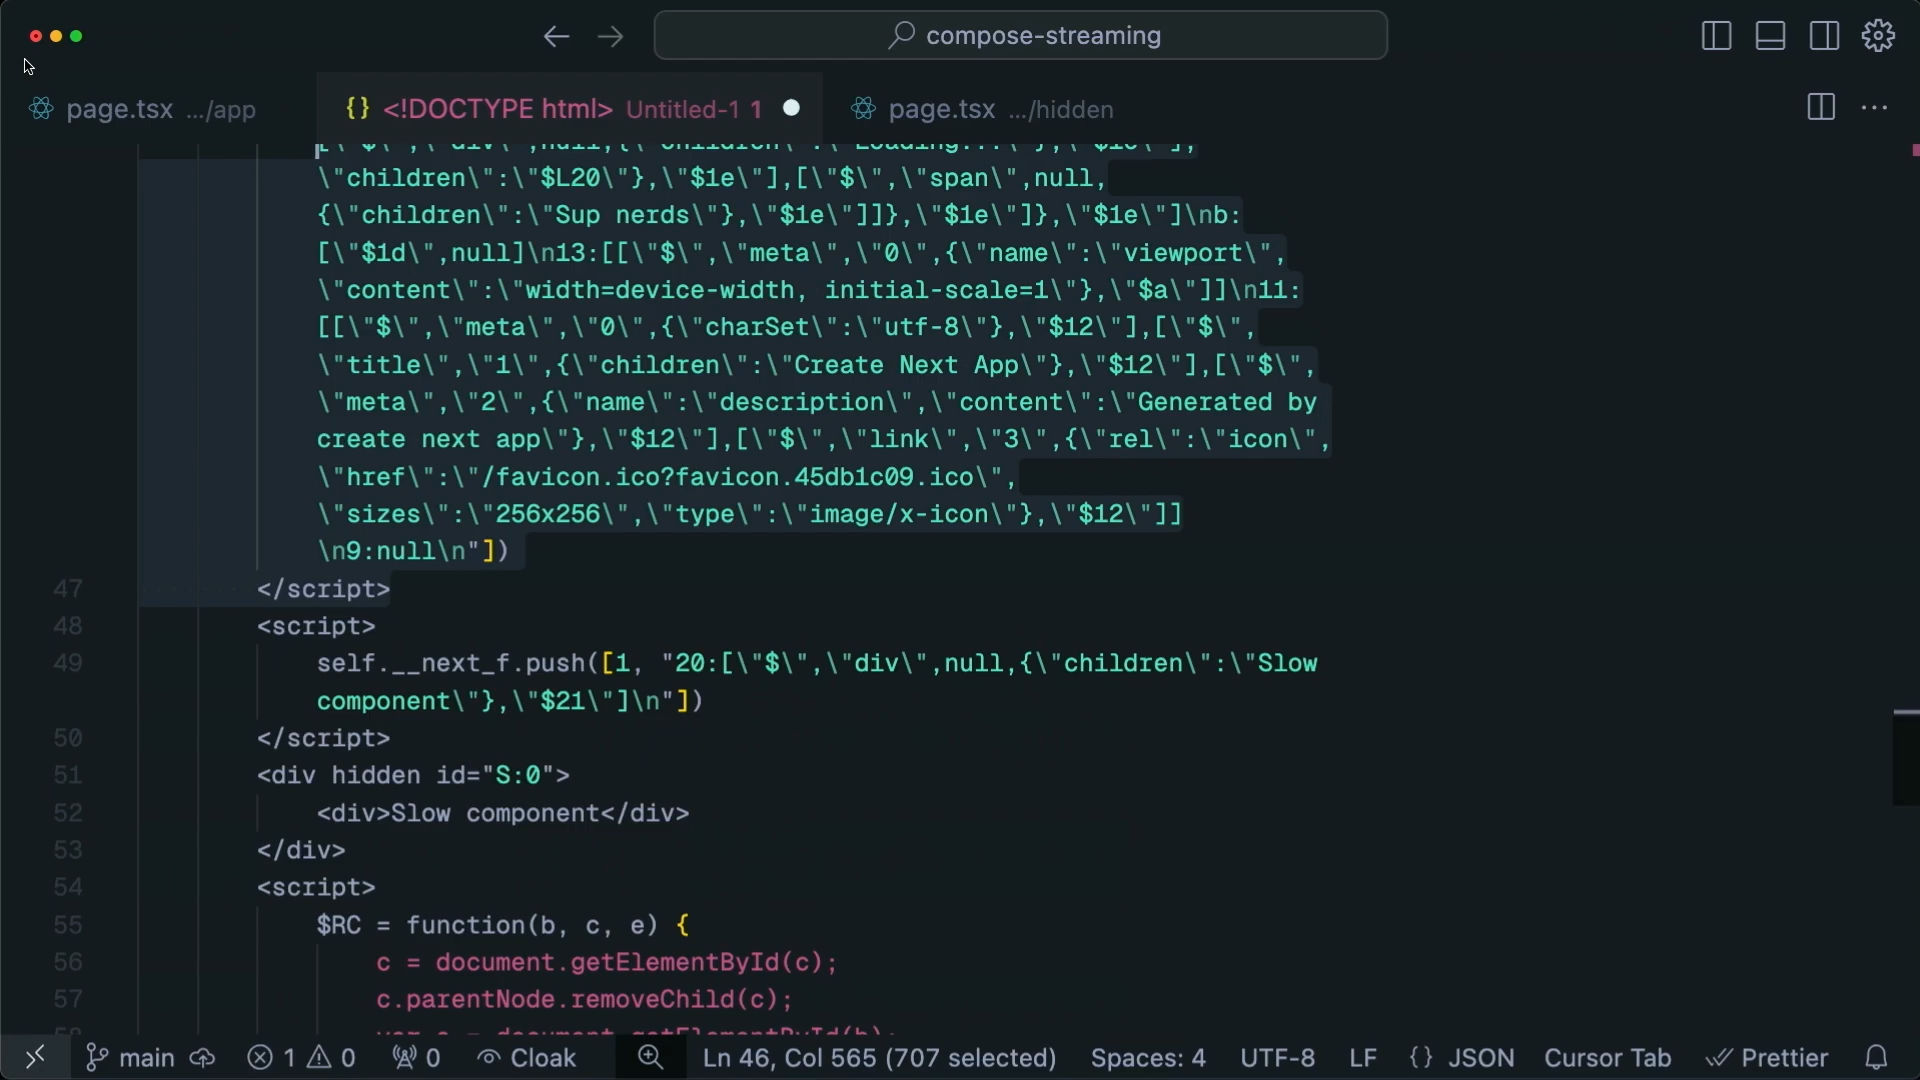 compose-streaming
page.tsx .../app
{} <!DOCTYPE html> Untitled-1 1
page.tsx .../hidden
[\"$\",\"div\",null,{\"children\":\"Loading...\"},\"$1e\"],
\"children\":\"$L20\"},\"$1e\"],[\"$\",\"span\",null,
{\"children\":\"Sup nerds\"},\"$1e\"]]},\"$1e\"]},\"$1e\"]\nb:
[\"$1d\",null]\n13:[[\"$\",\"meta\",\"0\",{\"name\":\"viewport\",
\"content\":\"width=device-width, initial-scale=1\"},\"$a\"]]\n11:
[[\"$\",\"meta\",\"0\",{\"charSet\":\"utf-8\"},\"$12\"],[\"$\",
\"title\",\"1\",{\"children\":\"Create Next App\"},\"$12\"],[\"$\",
\"meta\",\"2\",{\"name\":\"description\",\"content\":\"Generated by
create next app\"},\"$12\"],[\"$\",\"link\",\"3\",{\"rel\":\"icon\",
\"href\":\"/favicon.ico?favicon.45db1c09.ico\",
\"sizes\":\"256x256\",\"type\":\"image/x-icon\"},\"$12\"]]
\n9:null\n"])
47 </script>
48 <script>
49 self.__next_f.push([1, "20:[\"$\",\"div\",null,{\"children\":\"Slow
component\"},\"$21\"]\n"])
50 </script>
51 <div hidden id="S:0">
52 <div>Slow component</div>
53 </div>
54 <script>
55 $RC = function(b, c, e) {
56 c = document.getElementById(c);
57 c.parentNode.removeChild(c);
main 1 0 0 Cloak Ln 46, Col 565 (707 selected) Spaces: 4 UTF-8 LF {} JSON Cursor Tab Prettier